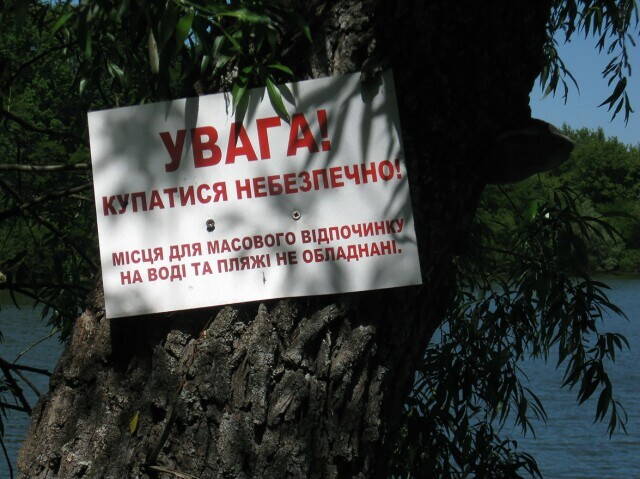 УВАГА!
КУПАТИСЯ НЕБЕЗПЕЧНО!
МІСЦЯ ДЛЯ МАСОВОГО ВІДПОЧИНКУ
НА ВОДІ ТА ПЛЯЖІ НЕ ОБЛАДНАНІ.